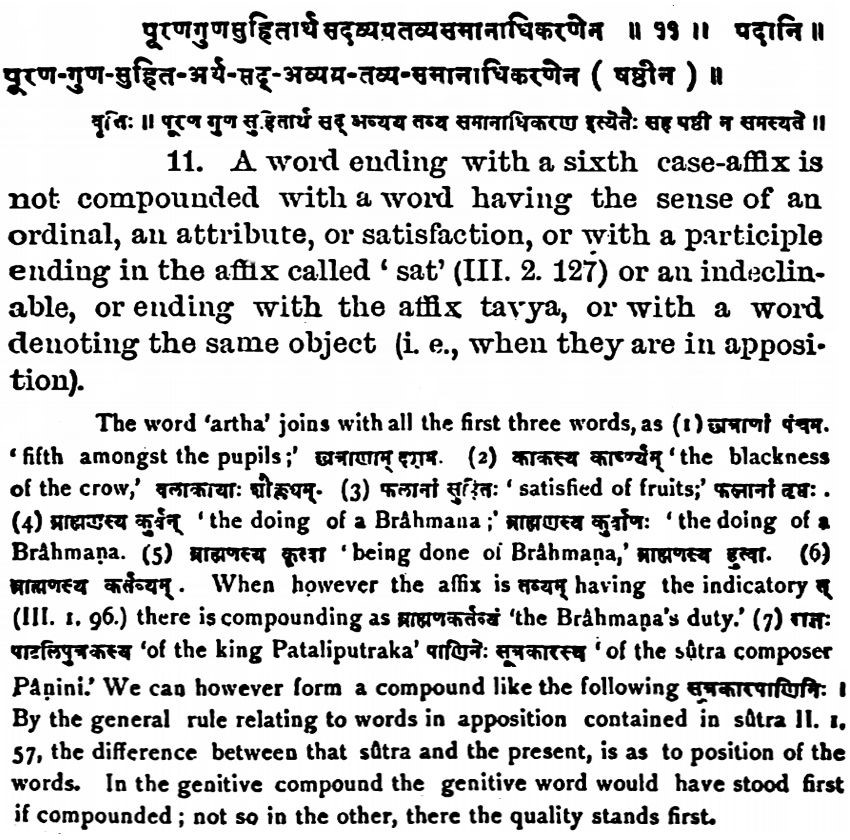 पूरणगुणसुहितार्थसदव्ययतव्यसमानाधिकरणेन ॥ ११ ॥ पदानि ॥
पूरण-गुण-सुहित-अर्थ-सद्-अव्यय-तव्य-समानाधिकरणेन ( षष्ठीन ) ॥
वृत्तिः ॥ पूरण गुण सुहितार्थ सद् अव्यय तव्य समानाधिकरण इत्येतैः सह षष्ठी न समस्यते ॥
11. A word ending with a sixth case-affix is
not compounded with a word having the sense of an
ordinal, an attribute, or satisfaction, or with a participle
ending in the affix called ‘ sat’ (III. 2. 127) or an indeclin-
able, or ending with the affix tavya, or with a word
denoting the same object (i. e., when they are in apposi-
tion).
The word ‘artha’ joins with all the first three words, as (1) छात्राणां पंचम.
‘ fifth amongst the pupils ;’ छात्राणाम् दशम. (2) काकस्य कार्ष्ण्यम् ‘ the blackness
of the crow,’ बलाकायाः शौक्ल्यम्. (3) फलानां सुहितः ‘ satisfied of fruits;’ फलानां तृप्तः .
(4) ब्राह्मणस्य कुर्वन् ‘ the doing of a Brâhmana ;’ ब्राह्मणस्य कुर्वाणः ‘ the doing of a
Brâhmaṇa. (5) ब्राह्मणस्य कृत्वा ‘ being done of Brâhmaṇa,’ ब्राह्मणस्य हुत्वा. (6)
ब्राह्मणस्य कर्तव्यम् . When however the affix is तव्यम् having the indicatory त्
(III. 1. 96.) there is compounding as ब्राह्मणकर्तव्यं ‘the Brâhmaṇa’s duty.’ (7) राज्ञः
पाटलिपुत्रकस्य ‘of the king Pataliputraka’ पाणिनेः सूत्रकारस्य ‘ of the sûtra composer
Pâṇini.’ We can however form a compound like the following सूत्रकारपाणिनिः ।
By the general rule relating to words in apposition contained in sûtra II. 1.
57, the difference between that sûtra and the present, is as to position of the
words. In the genitive compound the genitive word would have stood first
if compounded ; not so in the other, there the quality stands first.